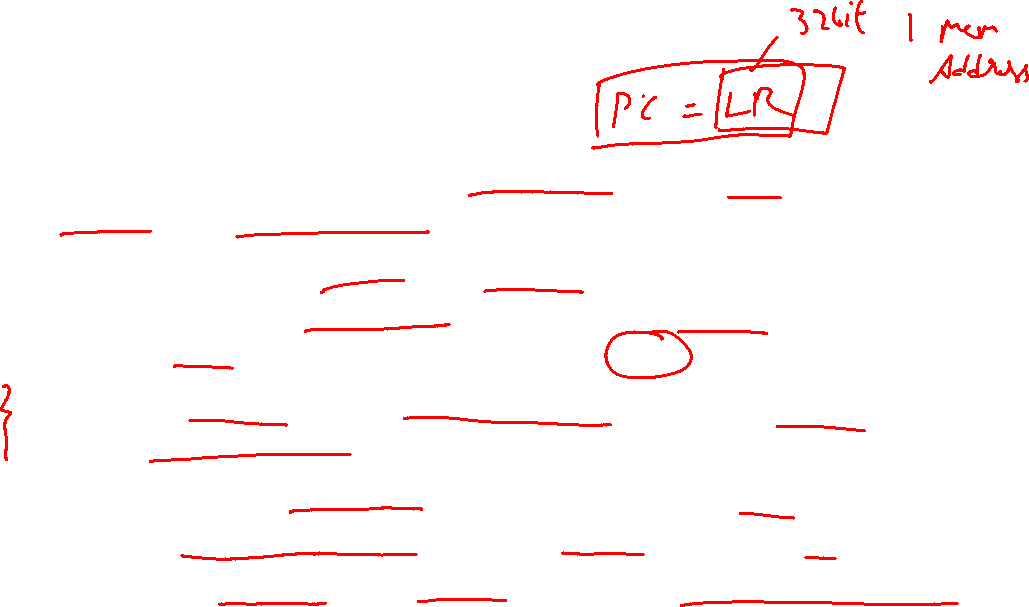 32bit 1 mem
Address
PC = LR